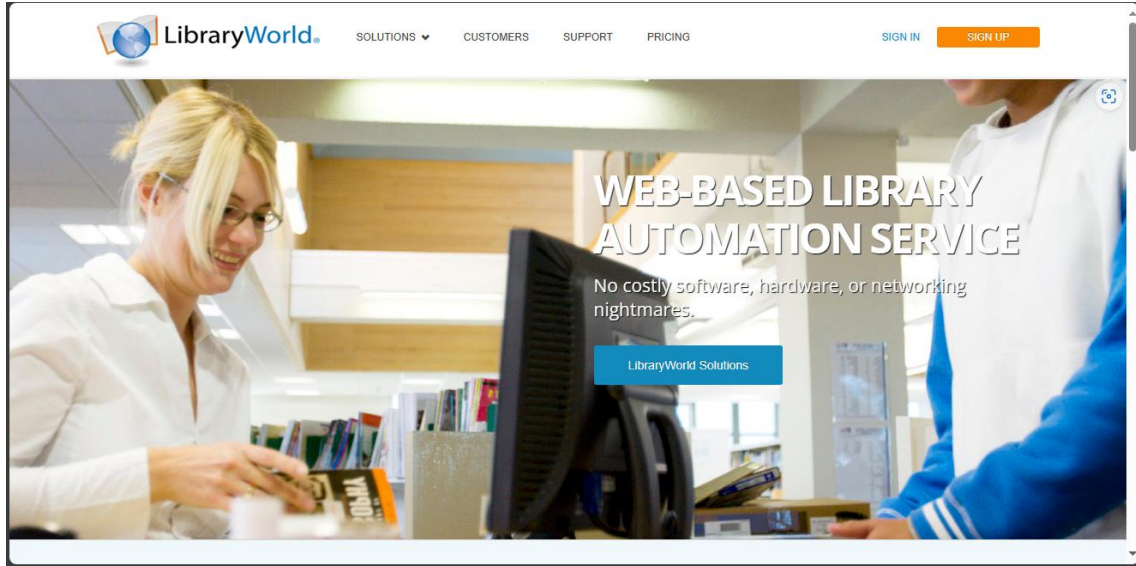 LibraryWorld®
SOLUTIONS
CUSTOMERS
SUPPORT
PRICING
SIGN IN
SIGN UP
WEB-BASED LIBRARY
AUTOMATION SERVICE
No costly software, hardware, or networking
nightmares.
LibraryWorld Solutions